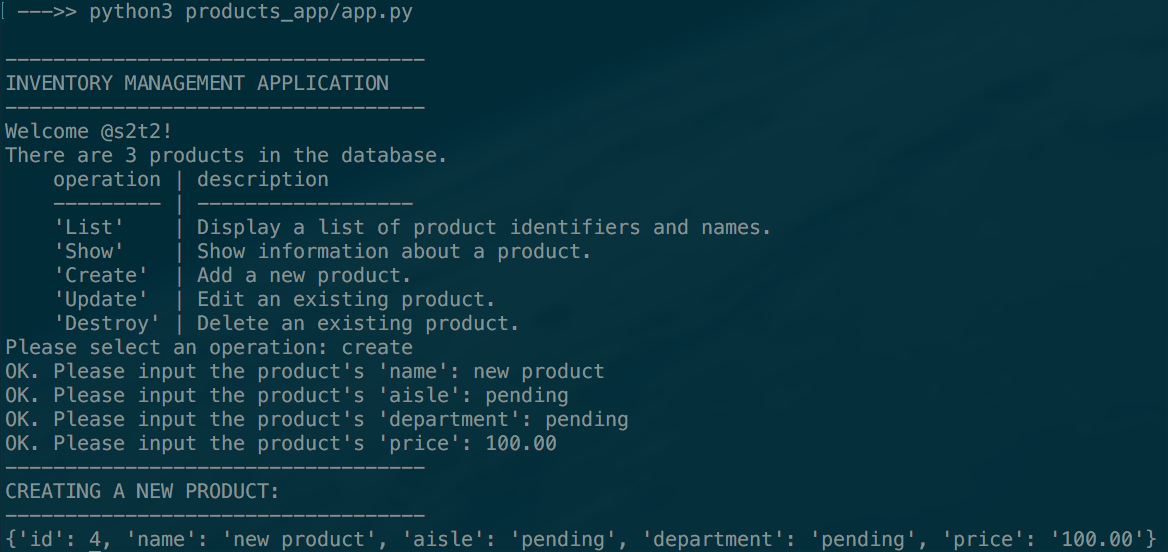 [ --->> python3 products_app/app.py
-----------------------------------
INVENTORY MANAGEMENT APPLICATION
-----------------------------------
Welcome @s2t2!
There are 3 products in the database.
    operation | description
    --------- | ------------------
    'List'    | Display a list of product identifiers and names.
    'Show'    | Show information about a product.
    'Create'  | Add a new product.
    'Update'  | Edit an existing product.
    'Destroy' | Delete an existing product.
Please select an operation: create
OK. Please input the product's 'name': new product
OK. Please input the product's 'aisle': pending
OK. Please input the product's 'department': pending
OK. Please input the product's 'price': 100.00
-----------------------------------
CREATING A NEW PRODUCT:
-----------------------------------
{'id': 4, 'name': 'new product', 'aisle': 'pending', 'department': 'pending', 'price': '100.00'}